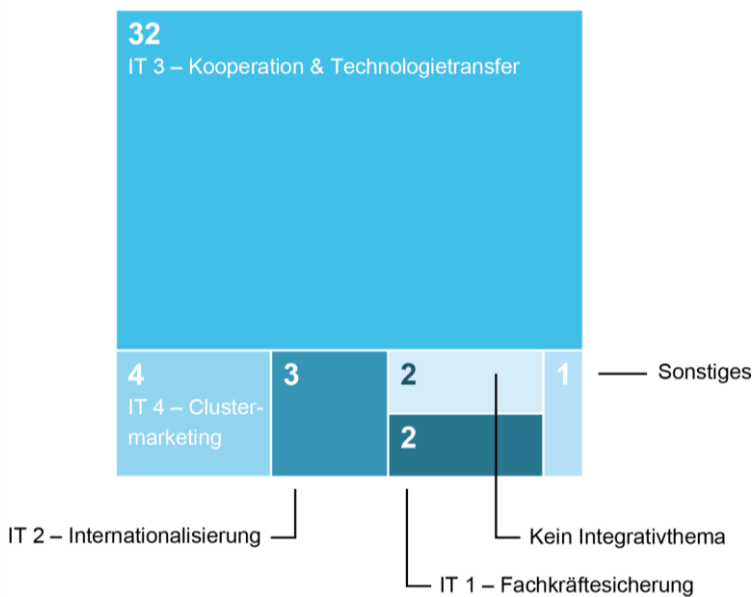 32
IT 3 – Kooperation & Technologietransfer
4
IT 4 – Cluster-
marketing
3
2
2
1
Sonstiges
IT 2 – Internationalisierung
Kein Integrativthema
IT 1 – Fachkräftesicherung